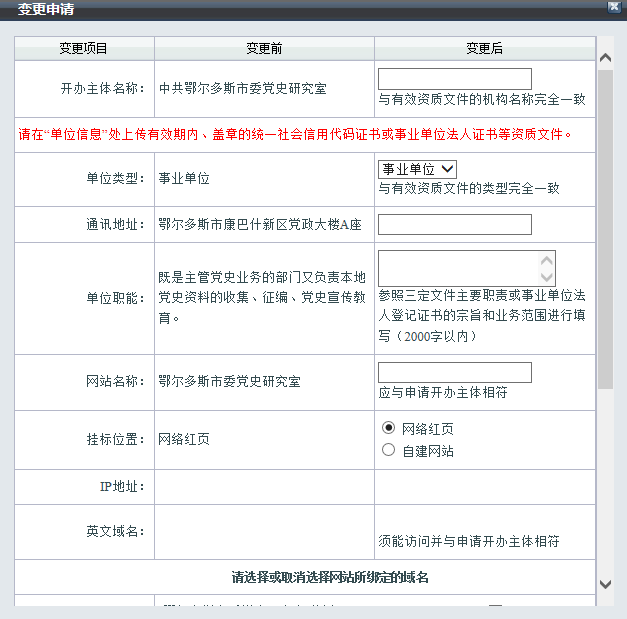 变更申请
变更项目 变更前 变更后
开办主体名称： 中共鄂尔多斯市委党史研究室
与有效资质文件的机构名称完全一致
请在“单位信息”处上传有效期内、盖章的统一社会信用代码证书或事业单位法人证书等资质文件。
单位类型： 事业单位 事业单位
与有效资质文件的类型完全一致
通讯地址： 鄂尔多斯市康巴什新区党政大楼A座
单位职能： 既是主管党史业务的部门又负责本地
党史资料的收集、征编、党史宣传教
育。
参照三定文件主要职责或事业单位法
人登记证书的宗旨和业务范围进行填
写（2000字以内）
网站名称： 鄂尔多斯市委党史研究室
应与申请开办主体相符
挂标位置： 网络红页 网络红页
自建网站
IP地址：
英文域名：
须能访问并与申请开办主体相符
请选择或取消选择网站所绑定的域名